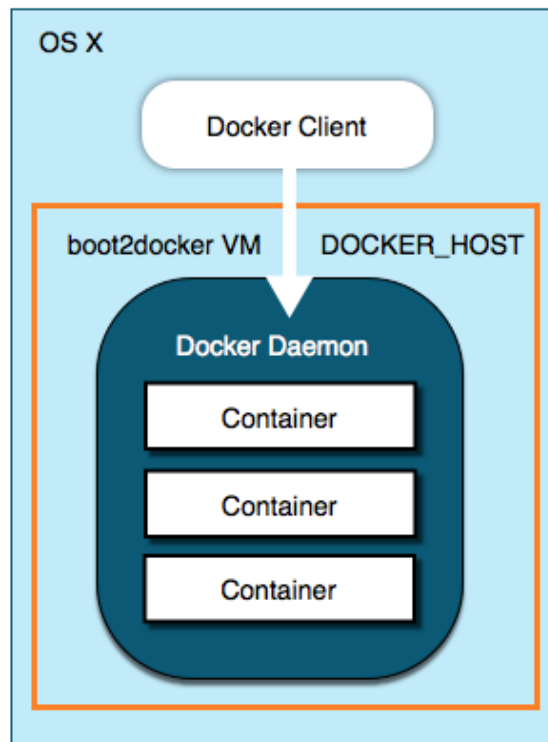 OS X
Docker Client
boot2docker VM DOCKER_HOST
Docker Daemon
Container
Container
Container